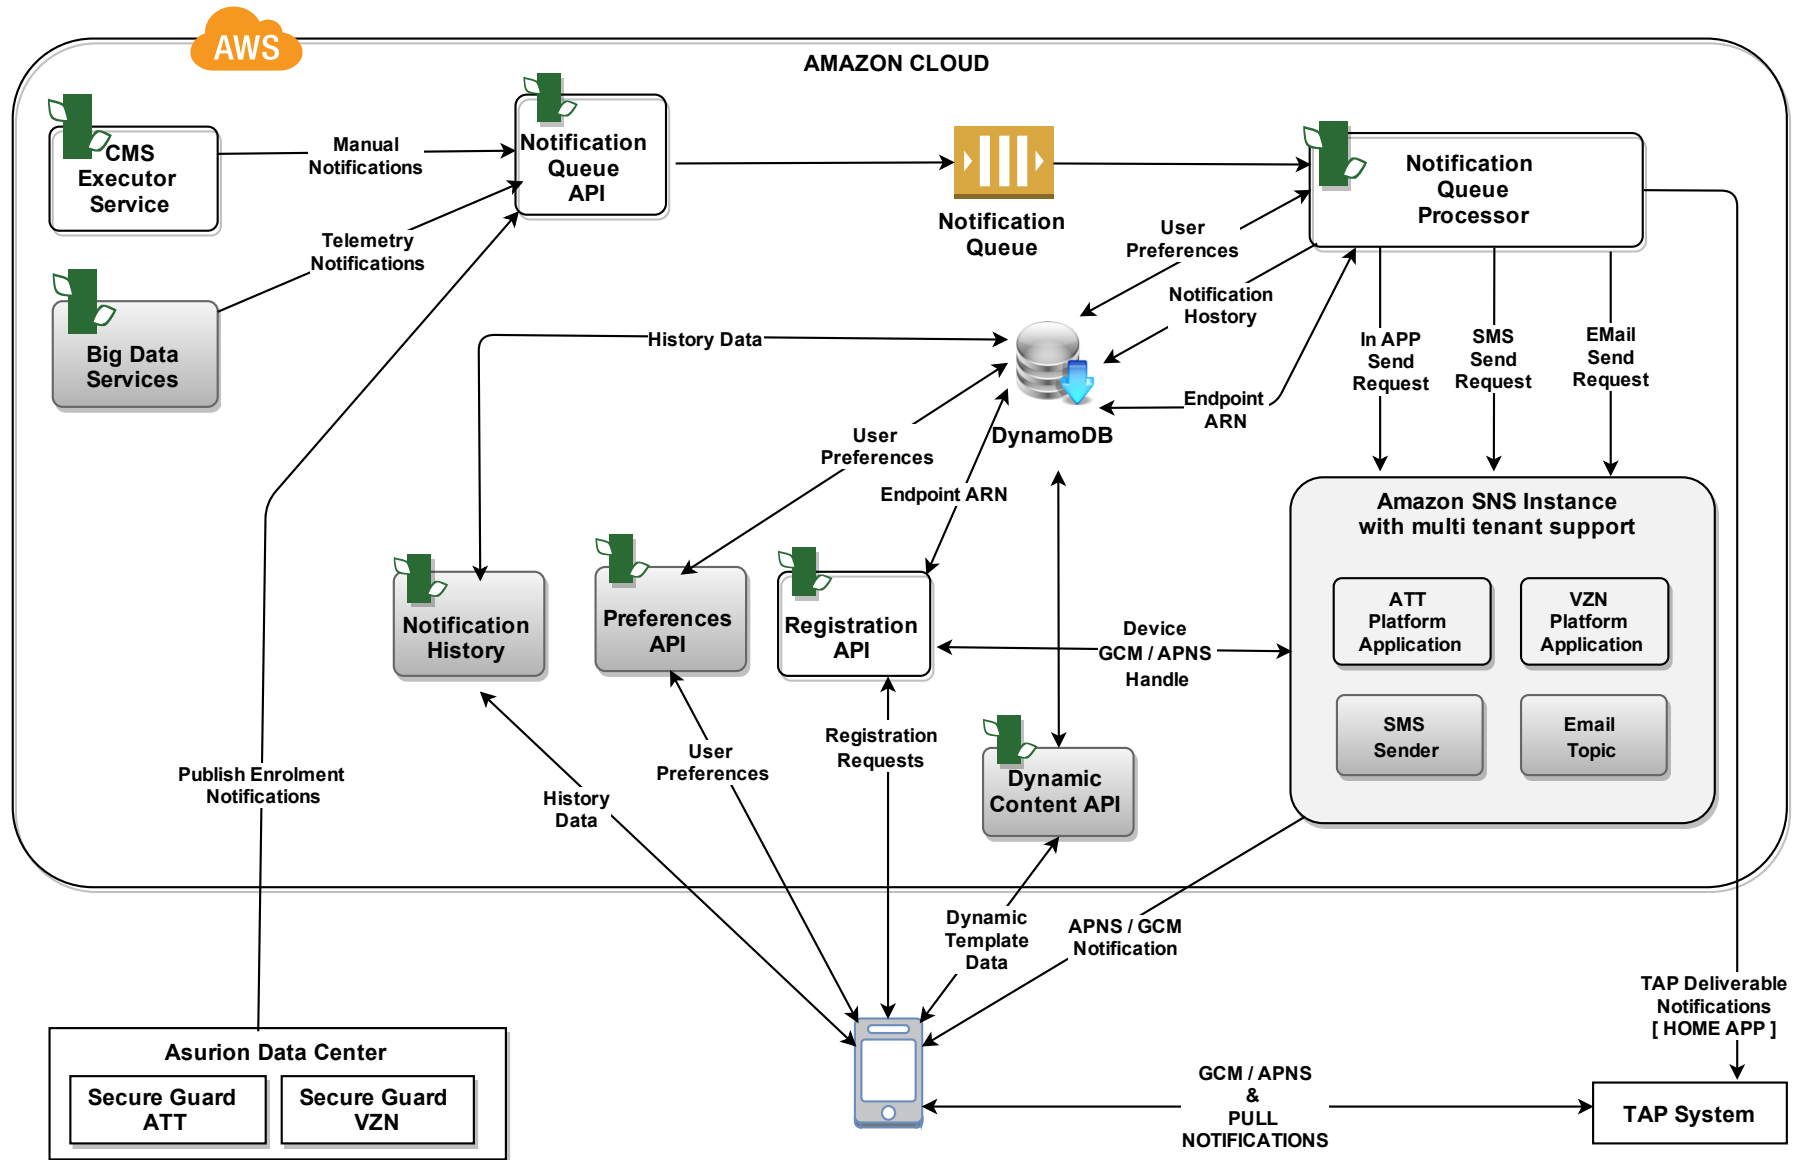 AWS
AMAZON CLOUD
CMS
Executor
Service
Manual
Notifications
Notification
Queue
API
Notification
Queue
Notification
Queue
Processor
Telemetry
Notifications
Big Data
Services
User
Preferences
Notification
Hostory
History Data
In APP
Send
Request
SMS
Send
Request
EMail
Send
Request
Endpoint
ARN
DynamoDB
User
Preferences
Endpoint ARN
Amazon SNS Instance
with multi tenant support
ATT
Platform
Application
VZN
Platform
Application
SMS
Sender
Email
Topic
Notification
History
Preferences
API
Registration
API
Device
GCM / APNS
Handle
Dynamic
Content API
Publish Enrolment
Notifications
History
Data
User
Preferences
Registration
Requests
Dynamic
Template
Data
APNS / GCM
Notification
TAP Deliverable
Notifications
[ HOME APP ]
Asurion Data Center
Secure Guard
ATT
Secure Guard
VZN
GCM / APNS
&
PULL
NOTIFICATIONS
TAP System